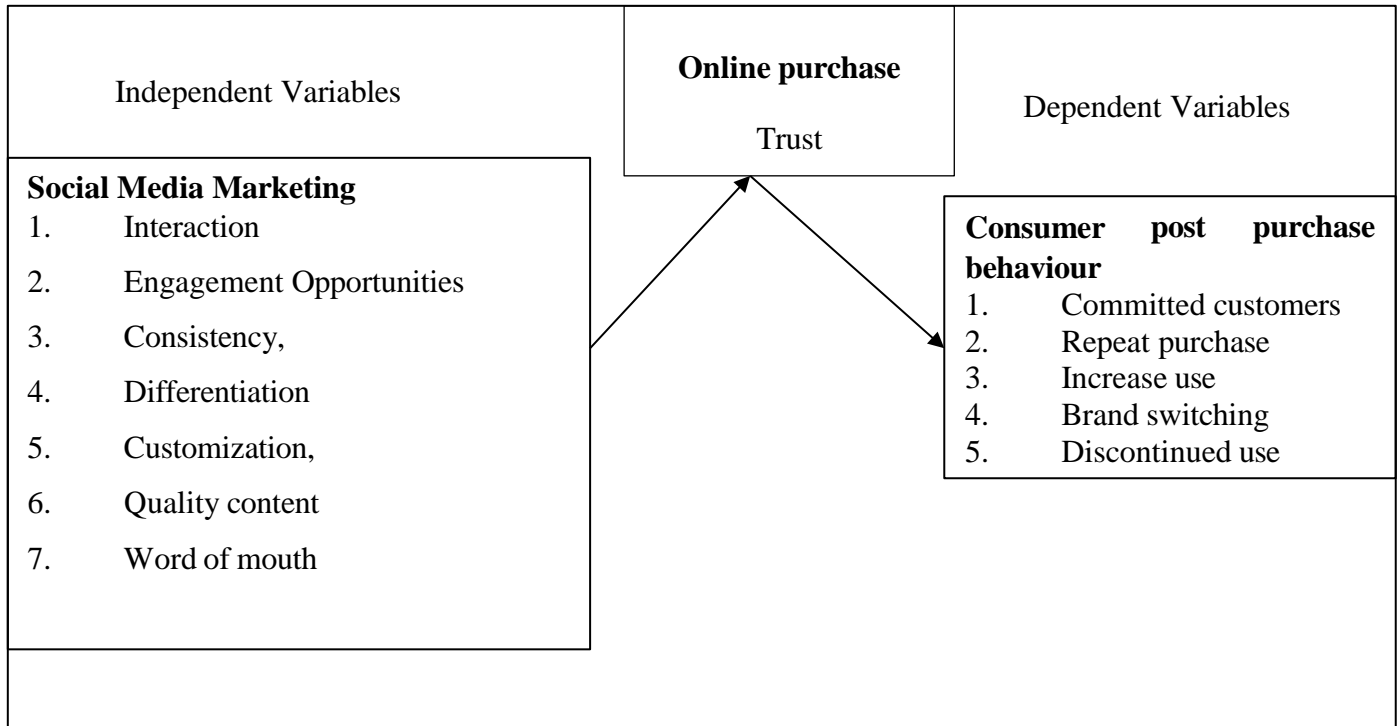 Independent Variables
Online purchase
Trust
Dependent Variables
Social Media Marketing
1. Interaction
2. Engagement Opportunities
3. Consistency,
4. Differentiation
5. Customization,
6. Quality content
7. Word of mouth
Consumer post purchase
behaviour
1. Committed customers
2. Repeat purchase
3. Increase use
4. Brand switching
5. Discontinued use